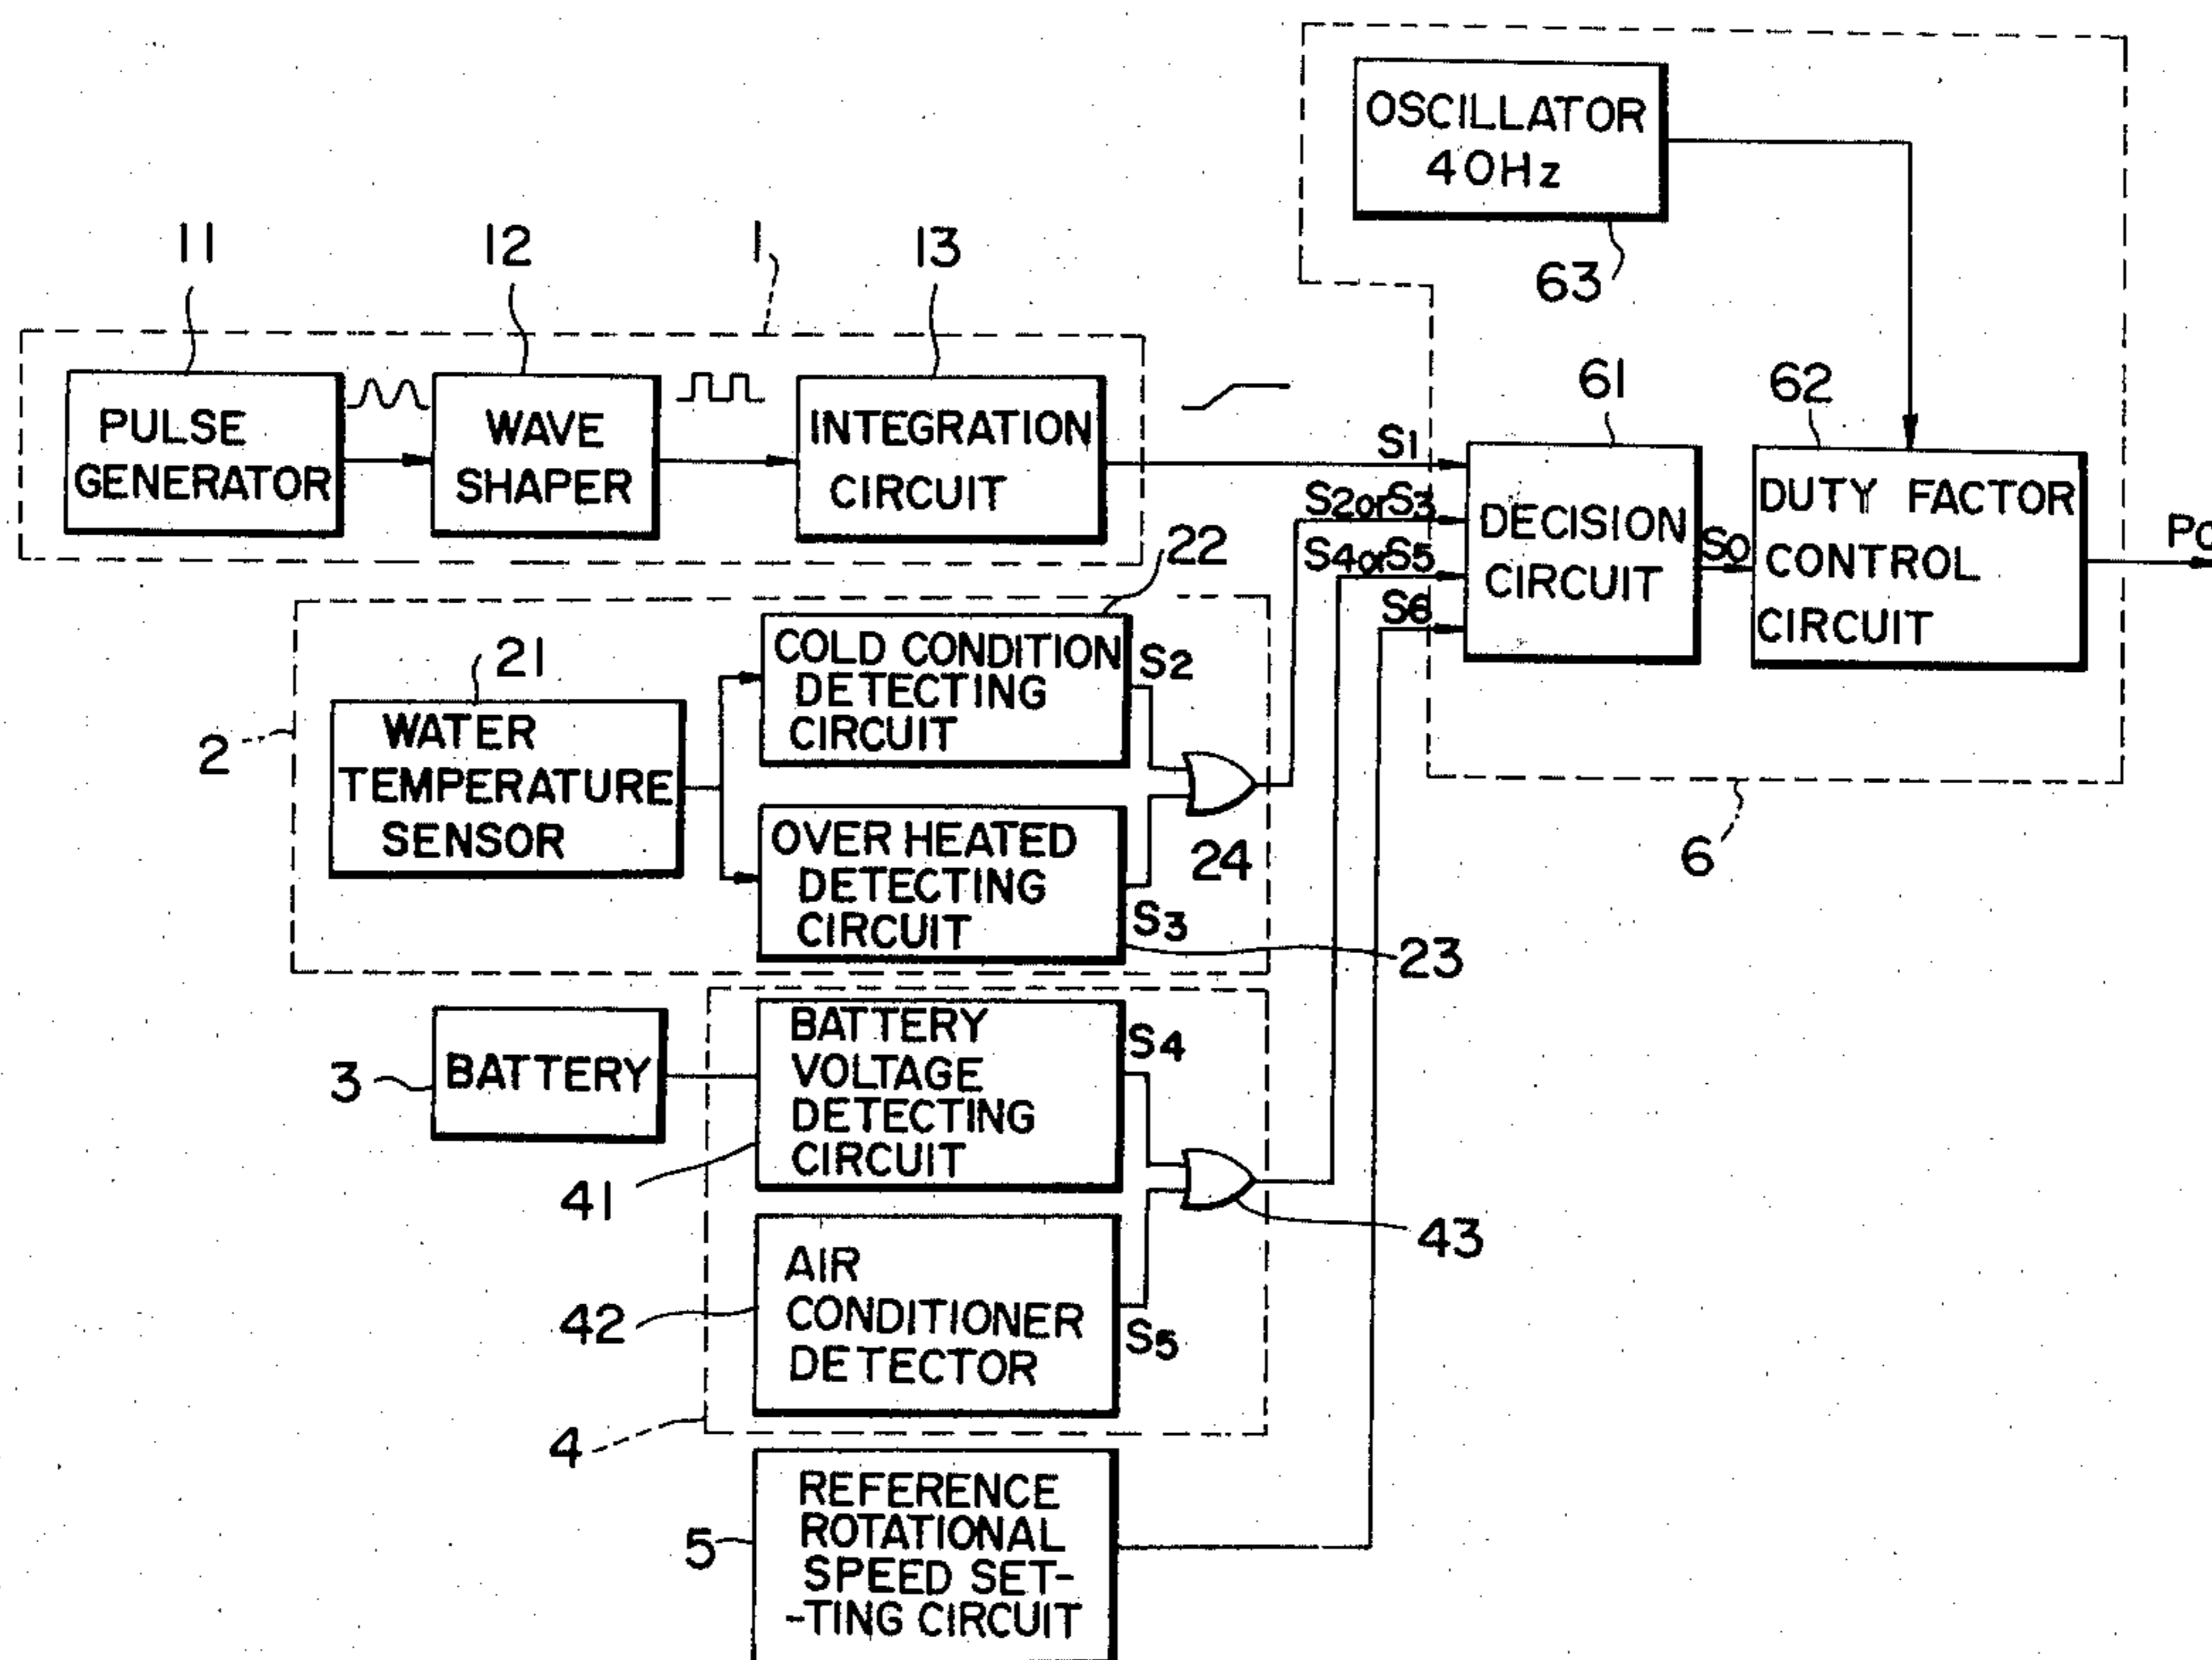 OSCILLATOR
40Hz
63
11
12
1
13
PULSE
GENERATOR
WAVE
SHAPER
INTEGRATION
CIRCUIT
61
62
S1
S2orS3
S4orS5
S6
DECISION
CIRCUIT
S0
DUTY FACTOR
CONTROL
CIRCUIT
22
21
2
WATER
TEMPERATURE
SENSOR
COLD CONDITION
DETECTING
CIRCUIT
S2
OVER HEATED
DETECTING
CIRCUIT
S3
24
23
6
3
BATTERY
BATTERY
VOLTAGE
DETECTING
CIRCUIT
S4
41
43
AIR
CONDITIONER
DETECTOR
S5
42
4
5
REFERENCE
ROTATIONAL
SPEED SET-
-TING CIRCUIT